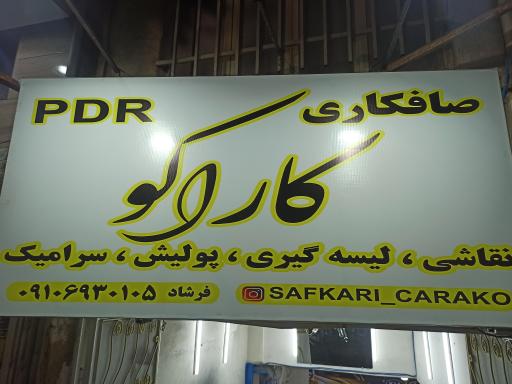 صافکاری PDR
کاراکو
نقاشی ، لیسه گیری ، پولیش ، سرامیک
SAFKARI_CARAKO فرشاد ۰۹۱۰۶۹۳۰۱۰۵